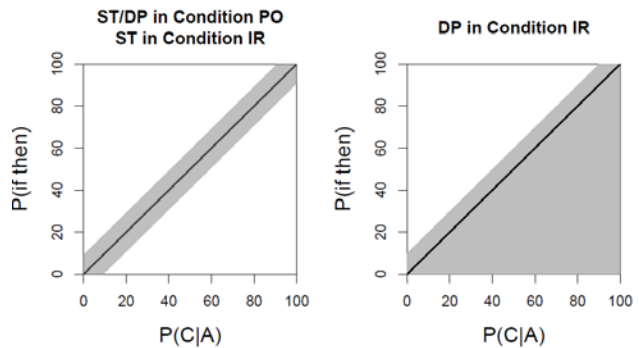 ST/DP in Condition PO
ST in Condition IR
P(if then)
100
80
60
40
20
0
0 20 40 60 80 100
P(C|A)
DP in Condition IR
P(if then)
100
80
60
40
20
0
0 20 40 60 80 100
P(C|A)